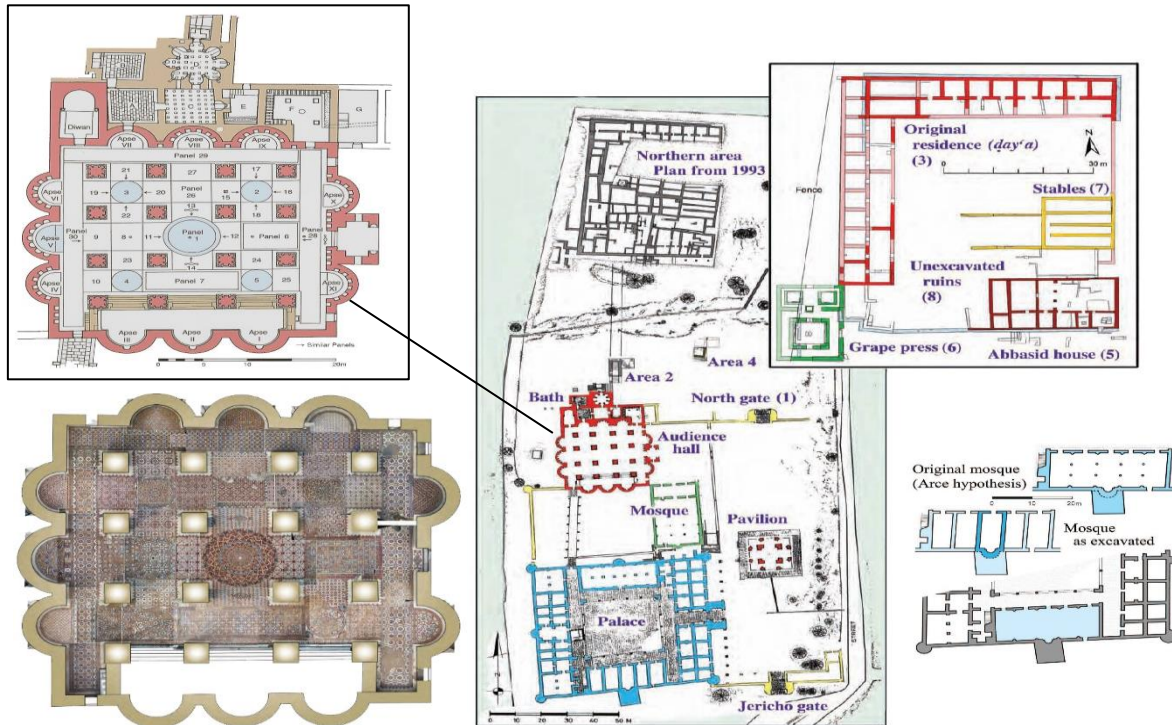 Diwan
A
C
D
E
F
G
Apse
VII
Apse
VIII
Apse
IX
Panel 29
21
27
17
19
3
20
Panel
26
15
2
16
Apse
VI
Apse
X
22
13
18
Apse
V
Panel
30
9
8
11
Panel
1
12
Panel 6
Panel
28
23
14
24
Apse
IV
10
4
Panel 7
5
25
Apse
XI
Apse
III
Apse
II
Apse
I
→ Similar Panels
10
20m
Northern area
Plan from 1993
Area 2
Area 4
Bath
North gate (1)
Audience
hall
Mosque
Pavilion
Palace
STREET
Jericho gate
0
10
20
30
40
50 M
Fence
Original
residence (ḍayʿa)
(3)
N
0
30 m
Stables (7)
Unexcavated
ruins
(8)
Grape press (6)
Abbasid house (5)
Original mosque
(Arce hypothesis)
0
10
20m
Mosque
as excavated